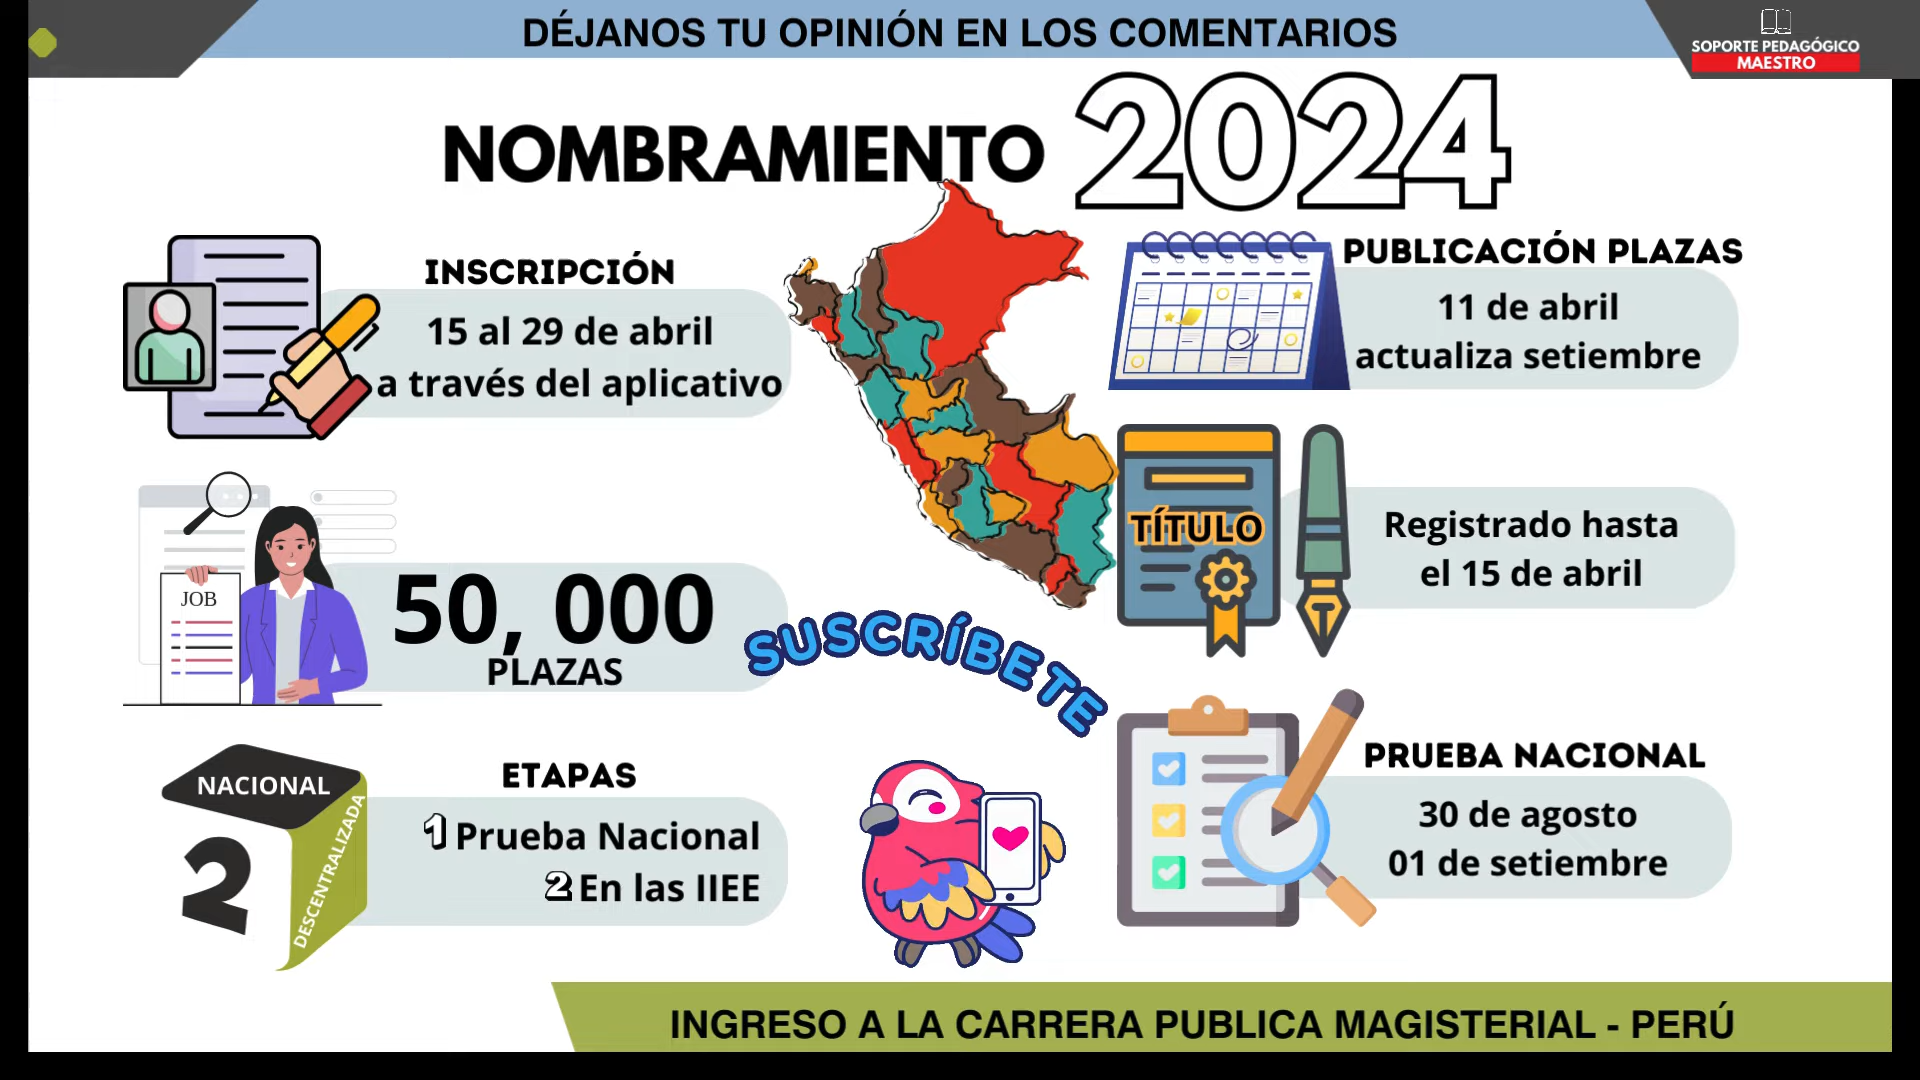 DÉJANOS TU OPINIÓN EN LOS COMENTARIOS
SOPORTE PEDAGÓGICO
MAESTRO
NOMBRAMIENTO 2024
INSCRIPCIÓN
15 al 29 de abril
a través del aplicativo
PUBLICACIÓN PLAZAS
11 de abril
actualiza setiembre
TÍTULO
Registrado hasta
el 15 de abril
JOB
50, 000
PLAZAS
SUSCRÍBETE
NACIONAL
2
DESCENTRALIZADA
ETAPAS
1 Prueba Nacional
2 En las IIEE
PRUEBA NACIONAL
30 de agosto
01 de setiembre
INGRESO A LA CARRERA PUBLICA MAGISTERIAL - PERÚ